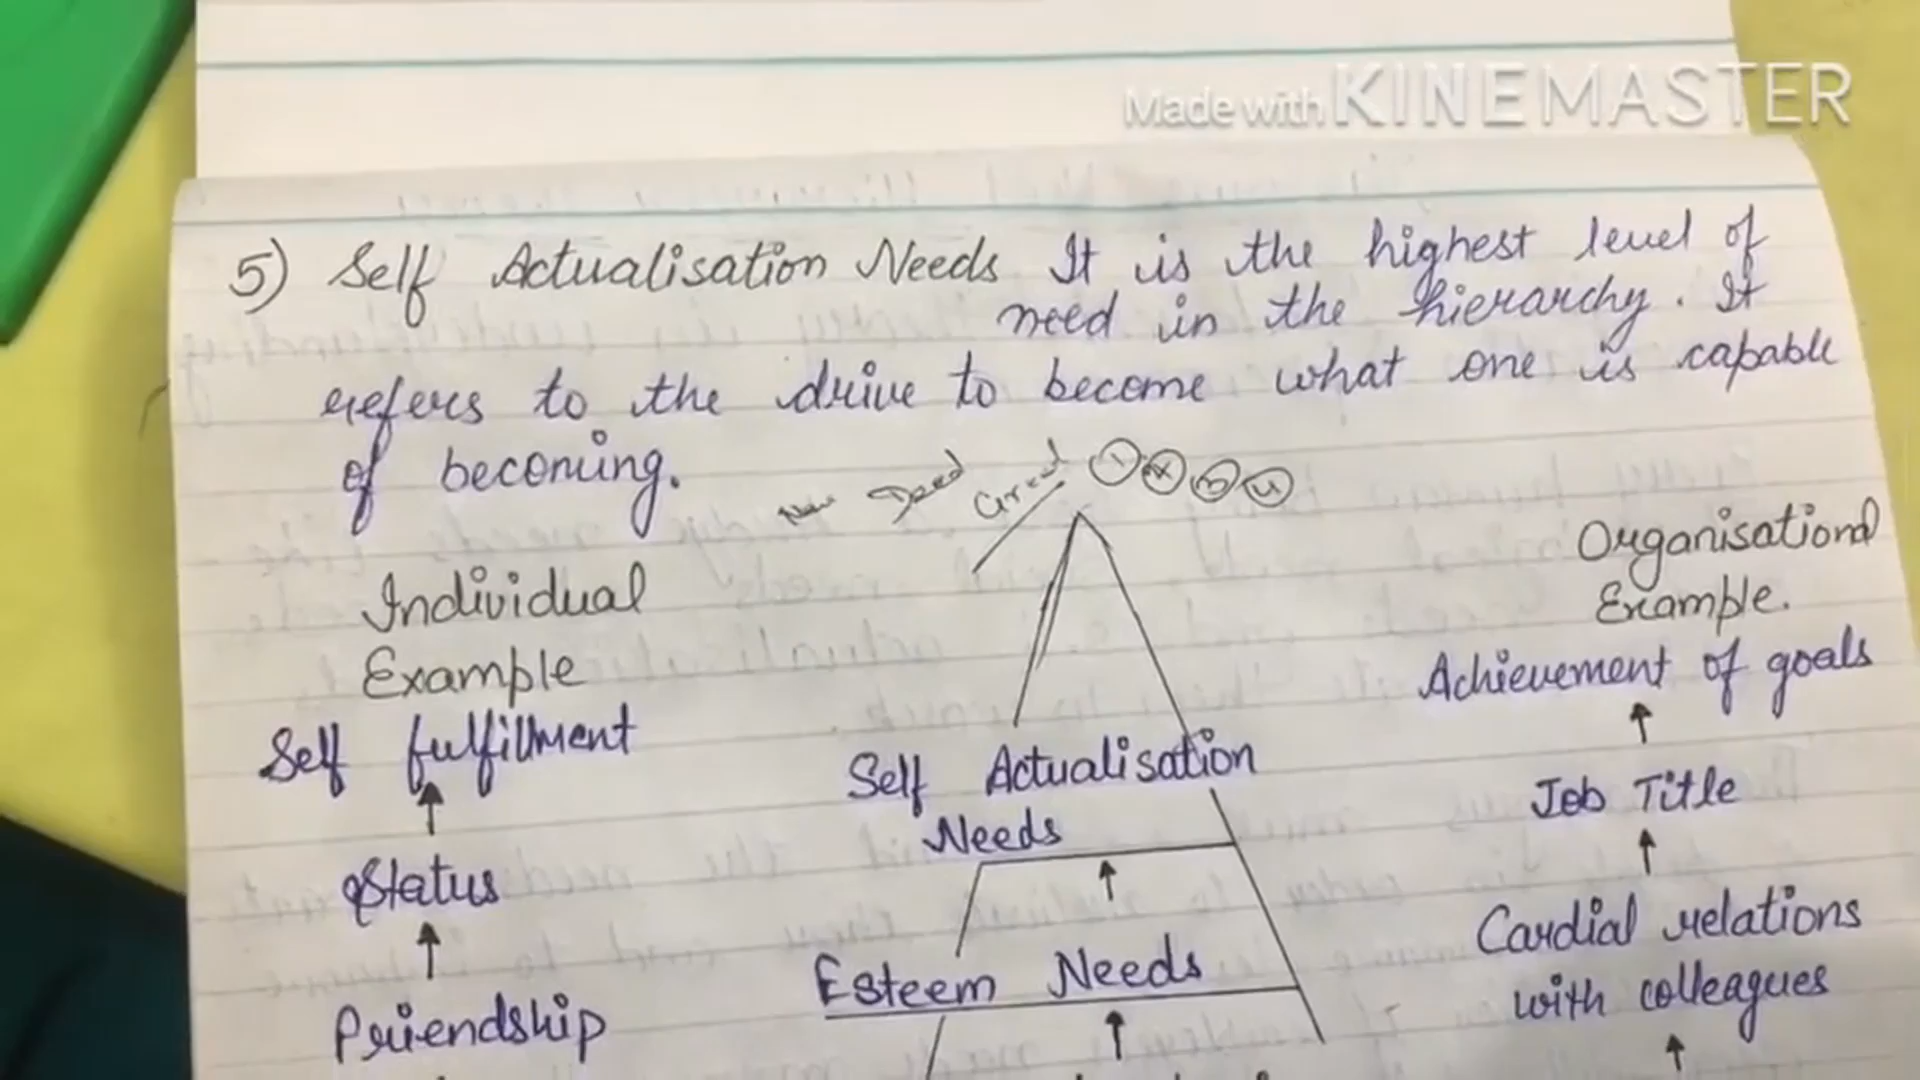 Made with KINEMASTER
5) Self Actualisation Needs It is the highest level of
need in the hierarchy. It
refers to the drive to become what one is capable
of becoming.
Individual
Example
Self fulfillment
Status
Friendship
Self Actualisation
Needs
Esteem Needs
Organisational
Example.
Achievement of goals
Job Title
Cardial relations
with colleagues